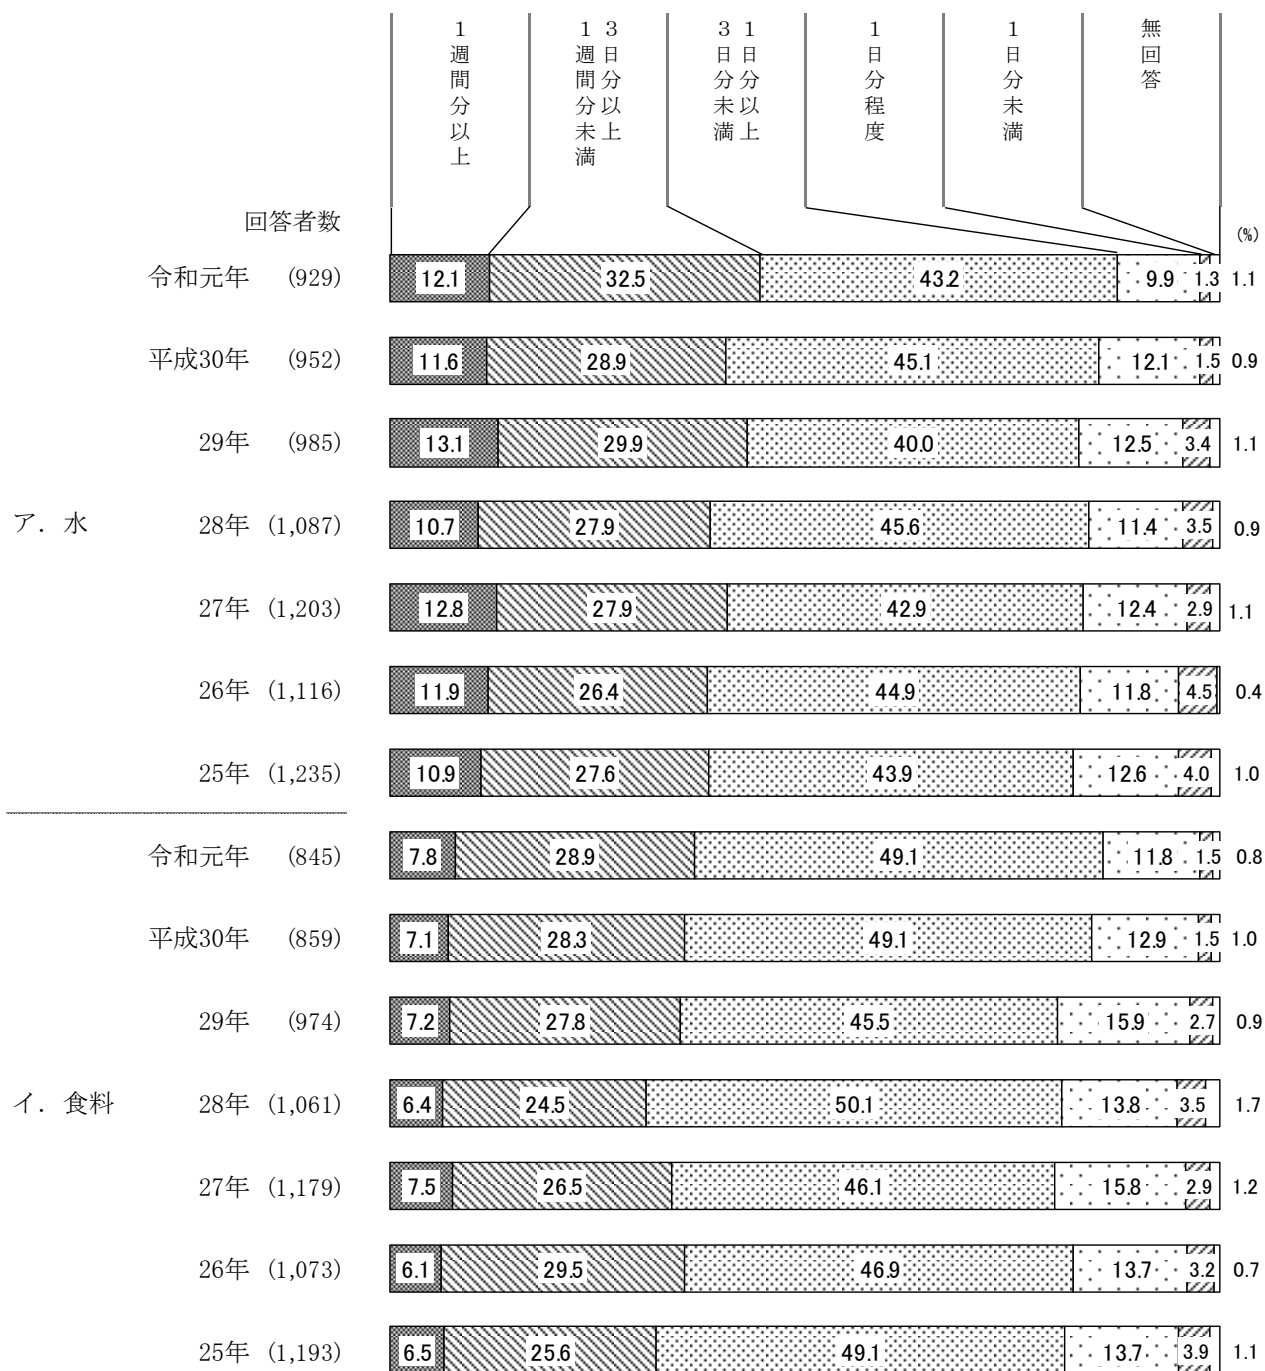 1週間分以上
3日分以上
1週間分未満
1日分以上
3日分未満
1日分程度
1日分未満
無回答
回答者数
(%)
令和元年 (929) 12.1 32.5 43.2 9.9 1.3 1.1
平成30年 (952) 11.6 28.9 45.1 12.1 1.5 0.9
29年 (985) 13.1 29.9 40.0 12.5 3.4 1.1
ア．水 28年 (1,087) 10.7 27.9 45.6 11.4 3.5 0.9
27年 (1,203) 12.8 27.9 42.9 12.4 2.9 1.1
26年 (1,116) 11.9 26.4 44.9 11.8 4.5 0.4
25年 (1,235) 10.9 27.6 43.9 12.6 4.0 1.0
令和元年 (845) 7.8 28.9 49.1 11.8 1.5 0.8
平成30年 (859) 7.1 28.3 49.1 12.9 1.5 1.0
29年 (974) 7.2 27.8 45.5 15.9 2.7 0.9
イ．食料 28年 (1,061) 6.4 24.5 50.1 13.8 3.5 1.7
27年 (1,179) 7.5 26.5 46.1 15.8 2.9 1.2
26年 (1,073) 6.1 29.5 46.9 13.7 3.2 0.7
25年 (1,193) 6.5 25.6 49.1 13.7 3.9 1.1